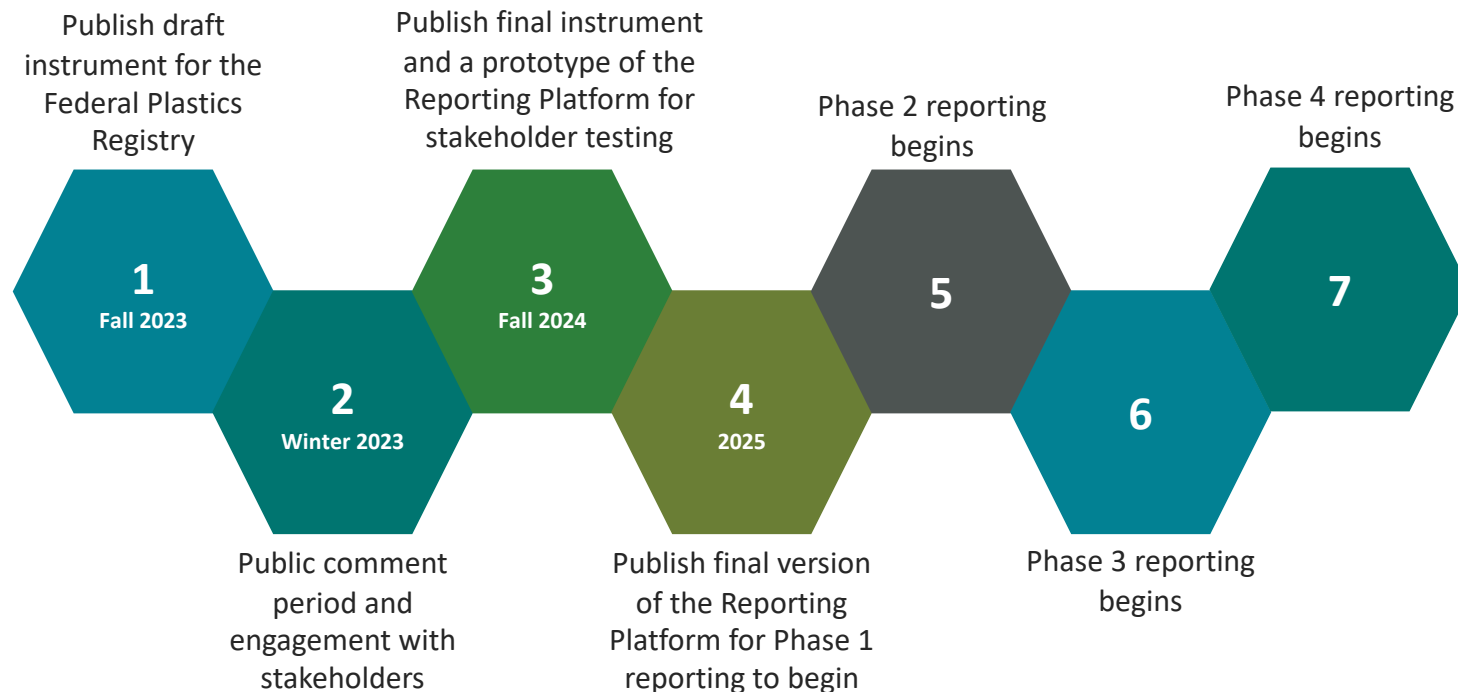 Publish draft
instrument for the
Federal Plastics
Registry
1
Fall 2023
2
Winter 2023
Public comment
period and
engagement with
stakeholders
Publish final instrument
and a prototype of the
Reporting Platform for
stakeholder testing
3
Fall 2024
4
2025
Publish final version
of the Reporting
Platform for Phase 1
reporting to begin
Phase 2 reporting
begins
5
6
Phase 3 reporting
begins
Phase 4 reporting
begins
7